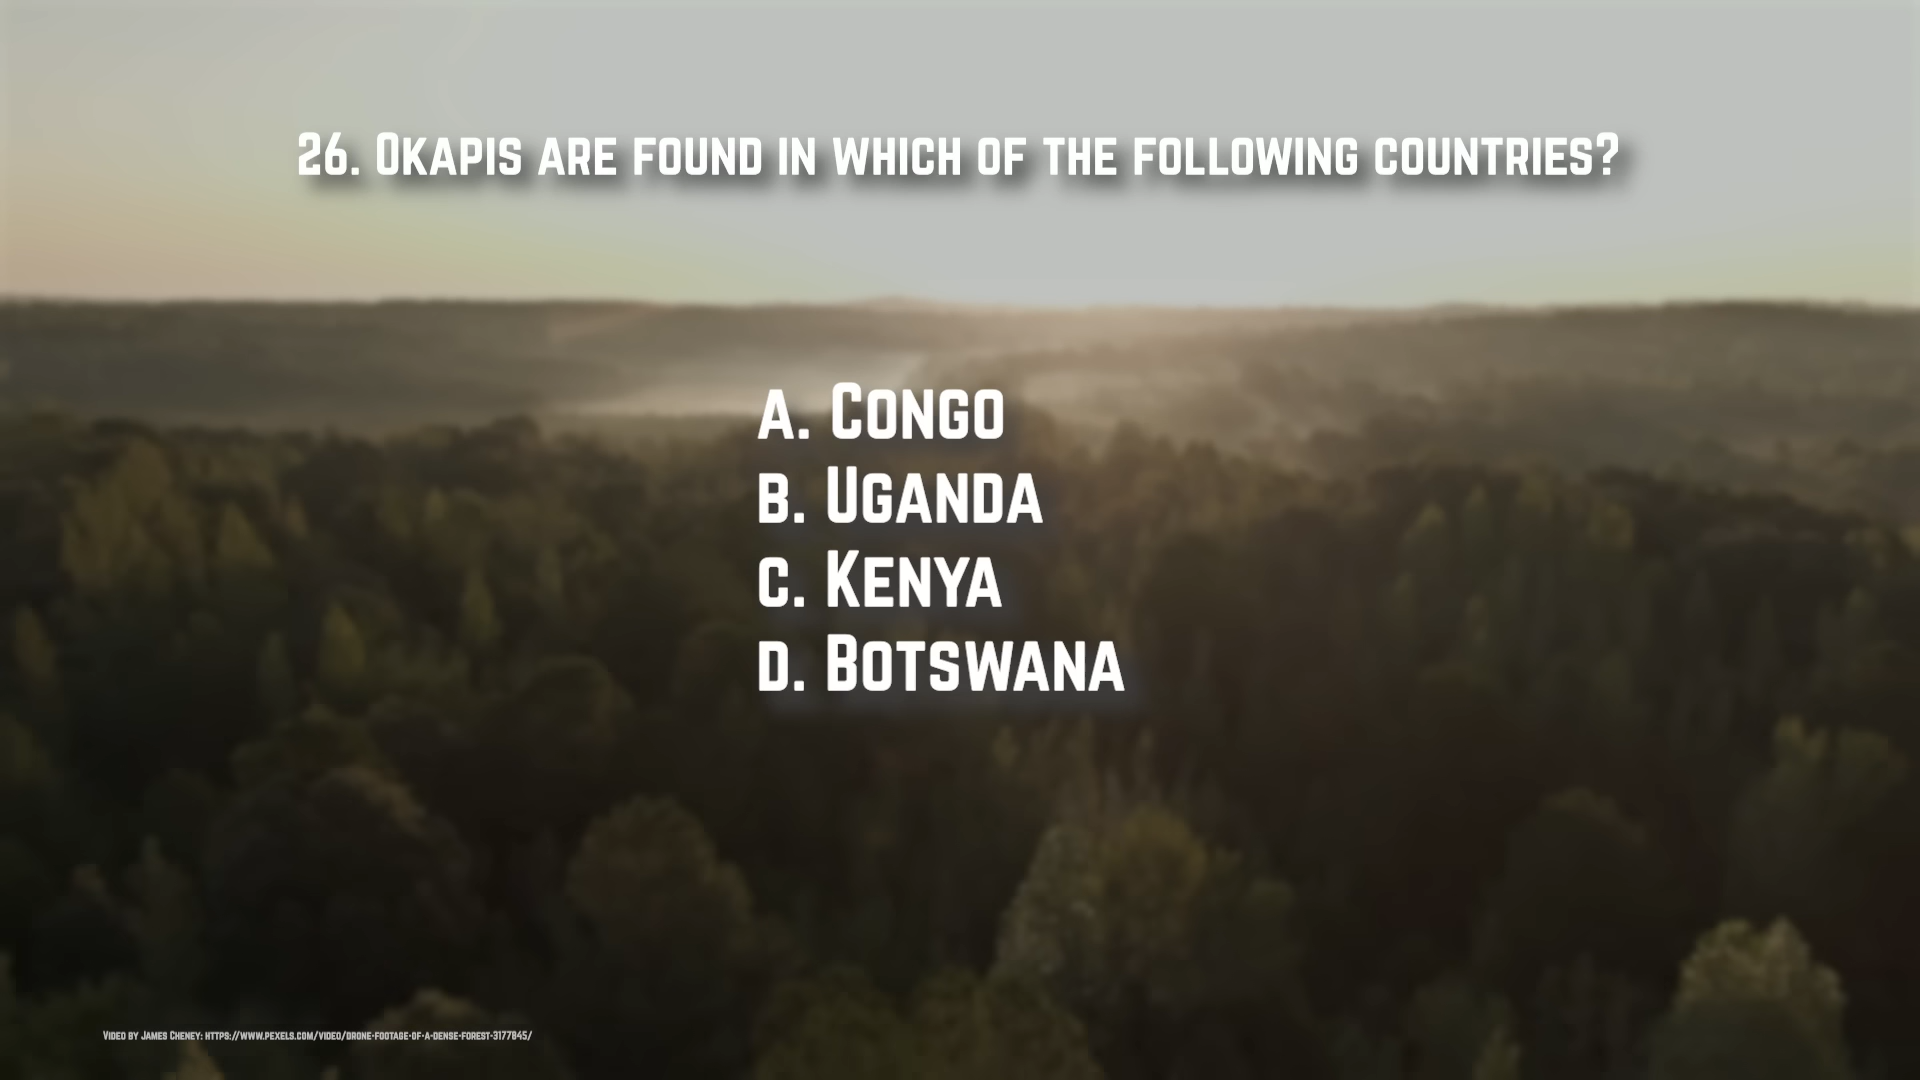 26. Okapis are found in which of the following countries?
A. Congo
B. Uganda
C. Kenya
D. Botswana
Video by James Cheney: https://www.pexels.com/video/drone-footage-of-a-dense-forest-3177845/